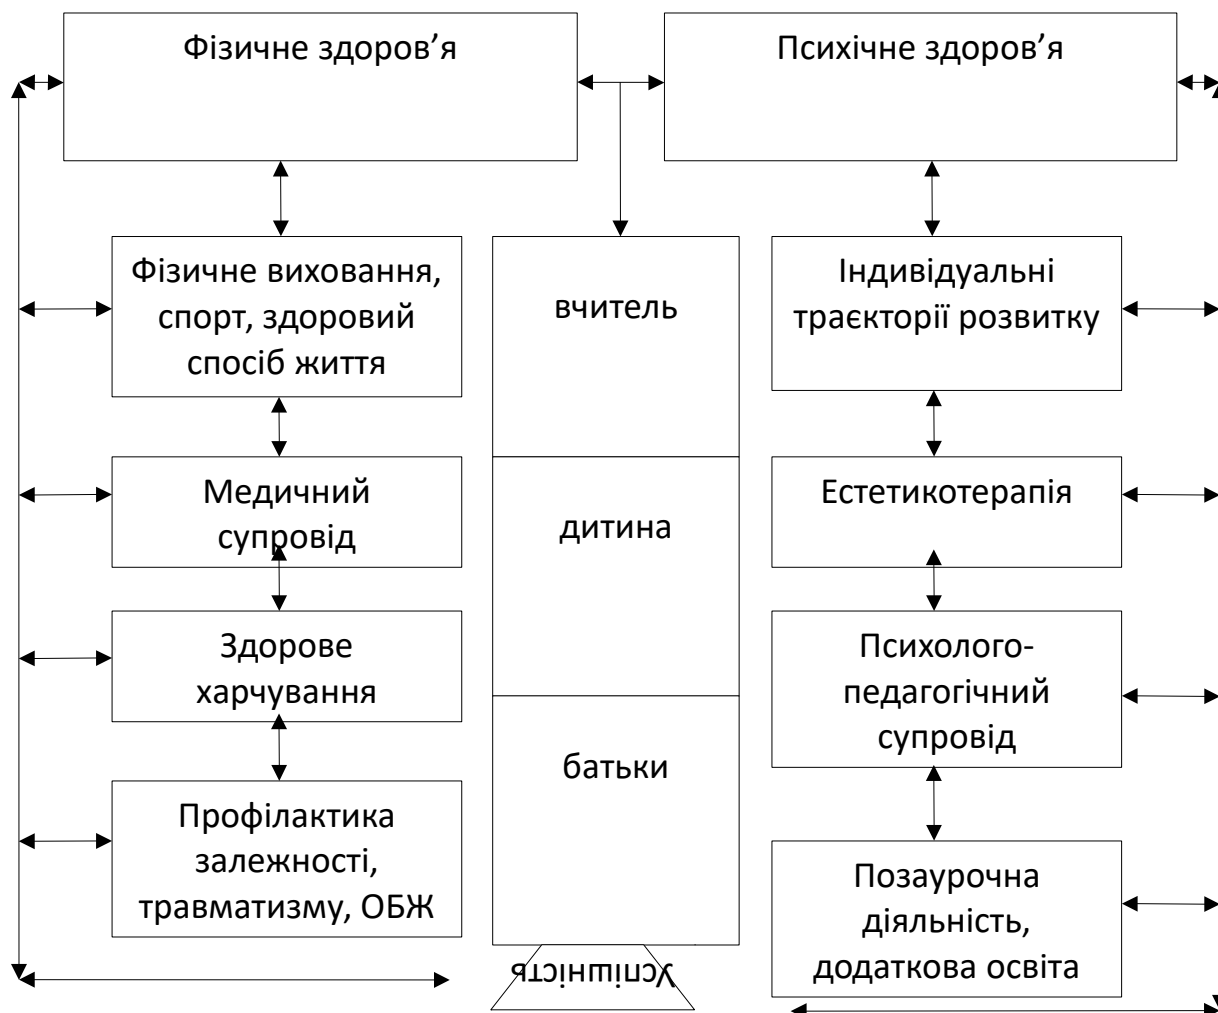 Фізичне здоров’я
Психічне здоров’я
Фізичне виховання,
спорт, здоровий
спосіб життя
вчитель
Індивідуальні
траєкторії розвитку
Медичний
супровід
дитина
Естетикотерапія
Здорове
харчування
Психолого-
педагогічний
супровід
батьки
Профілактика
залежності,
травматизму, ОБЖ
Позаурочна
діяльність,
додаткова освіта
Успішність